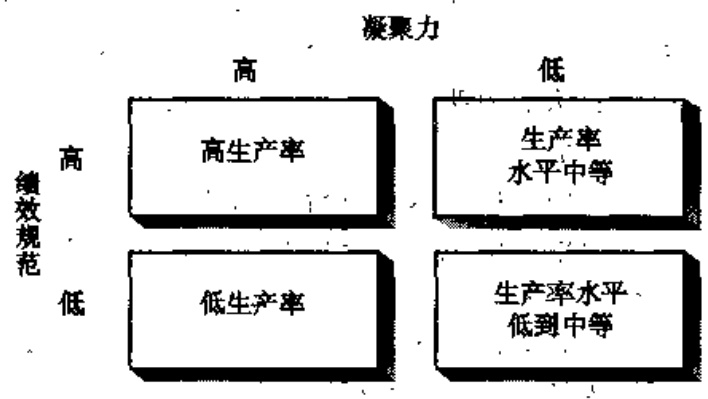 凝聚力
高 低
高
绩效规范
高生产率
生产率
水平中等
低
低生产率
生产率水平
低到中等